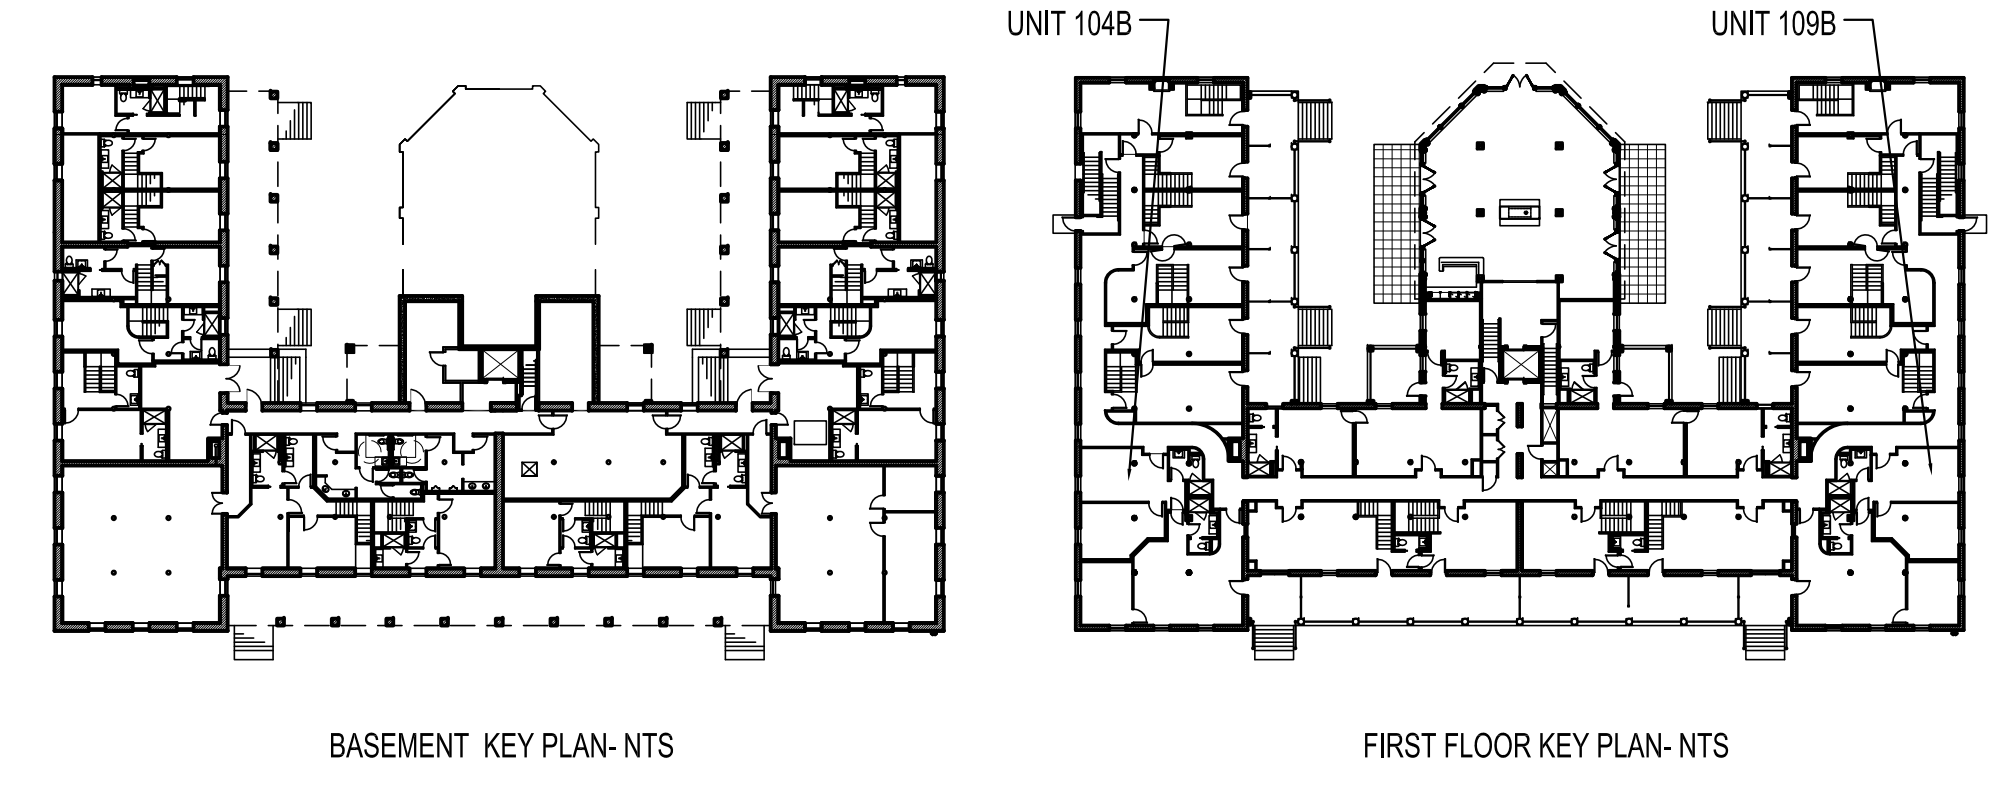 UNIT 104B
UNIT 109B
BASEMENT KEY PLAN- NTS
FIRST FLOOR KEY PLAN- NTS